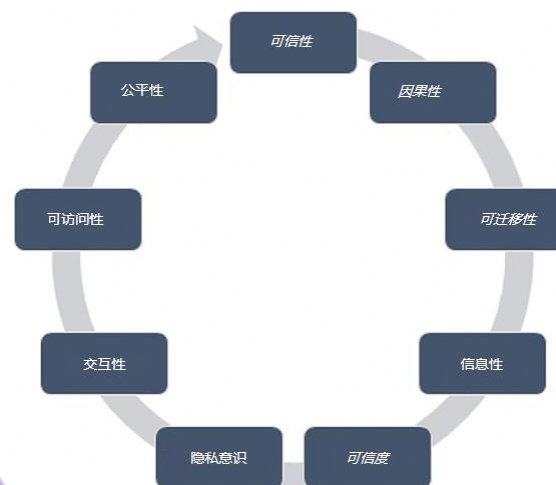 可信性
因果性
可迁移性
信息性
可信度
隐私意识
交互性
可访问性
公平性